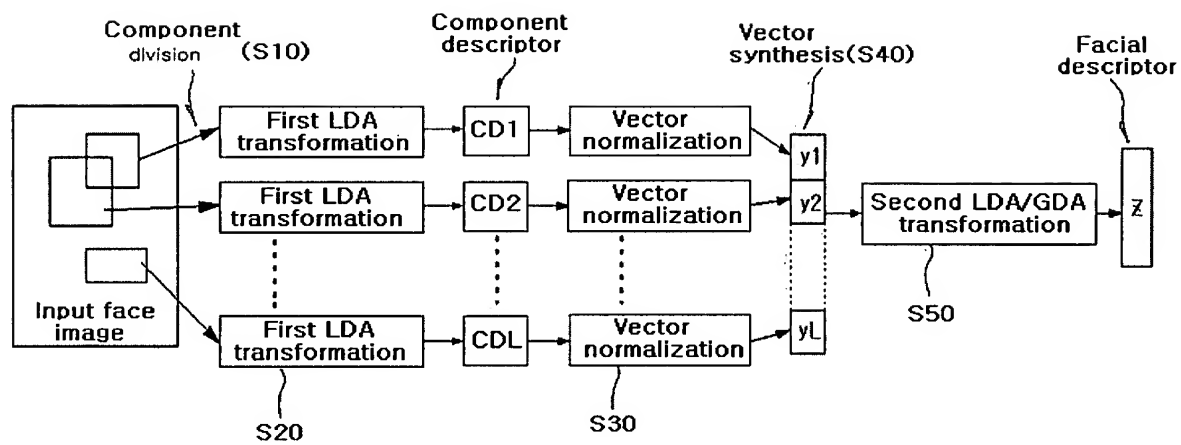 Component
division (S10)
Component
descriptor
Vector
synthesis(S40)
Facial
descriptor
First LDA
transformation
CD1
Vector
normalization
y1
First LDA
transformation
CD2
Vector
normalization
y2
Second LDA/GDA
transformation
Z
Input face
image
First LDA
transformation
CDL
Vector
normalization
yL
S50
S20
S30